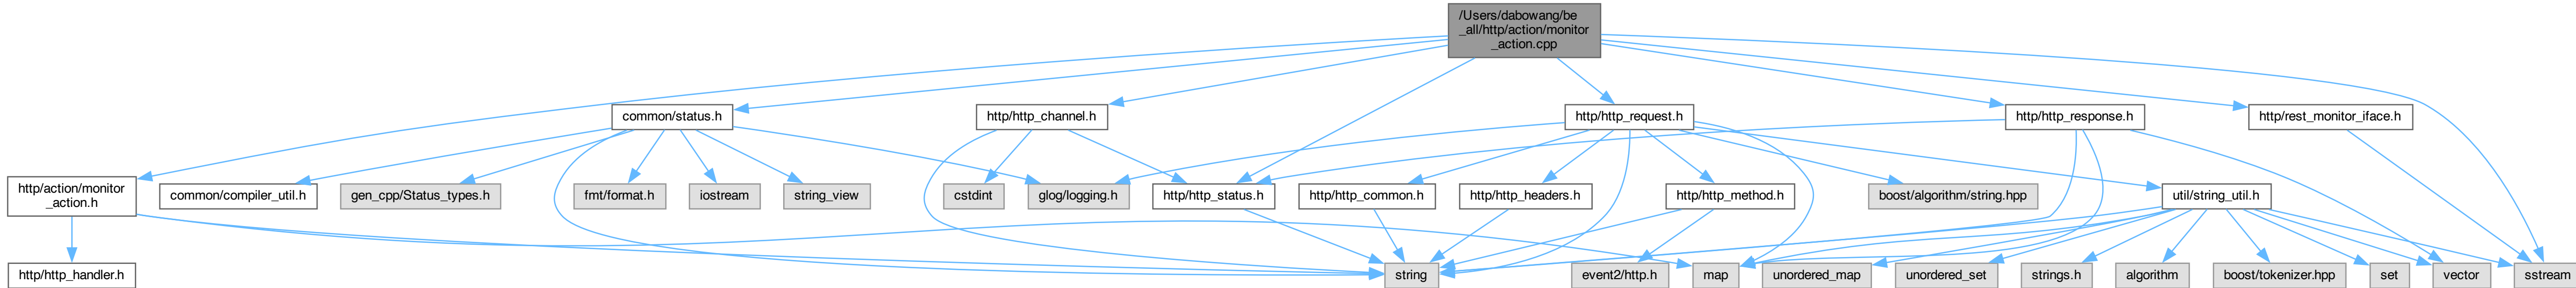 /Users/dabowang/be
_all/http/action/monitor
_action.cpp
common/status.h
http/http_channel.h
http/http_request.h
http/http_response.h
http/rest_monitor_iface.h
http/action/monitor
_action.h
common/compiler_util.h
gen_cpp/Status_types.h
fmt/format.h
iostream
string_view
glog/logging.h
cstdint
http/http_status.h
http/http_common.h
http/http_headers.h
http/http_method.h
boost/algorithm/string.hpp
util/string_util.h
http/http_handler.h
string
event2/http.h
map
unordered_map
unordered_set
strings.h
algorithm
boost/tokenizer.hpp
set
vector
sstream